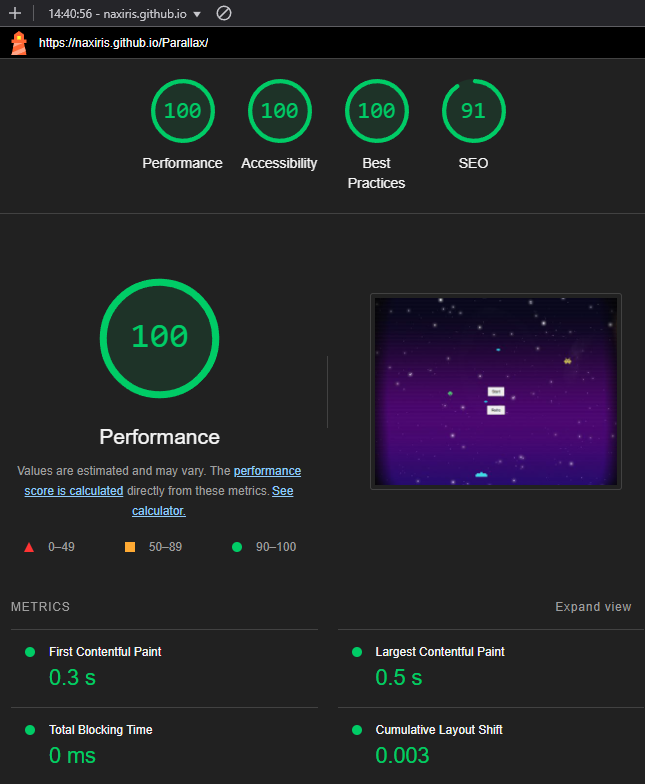 14:40:56 - naxiris.github.io
https://naxiris.github.io/Parallax/
100
100
100
91
Performance
Accessibility
Best
Practices
SEO
100
Performance
Values are estimated and may vary. The performance
score is calculated directly from these metrics. See
calculator.
0–49
50–89
90–100
METRICS
Expand view
First Contentful Paint
0.3 s
Largest Contentful Paint
0.5 s
Total Blocking Time
0 ms
Cumulative Layout Shift
0.003